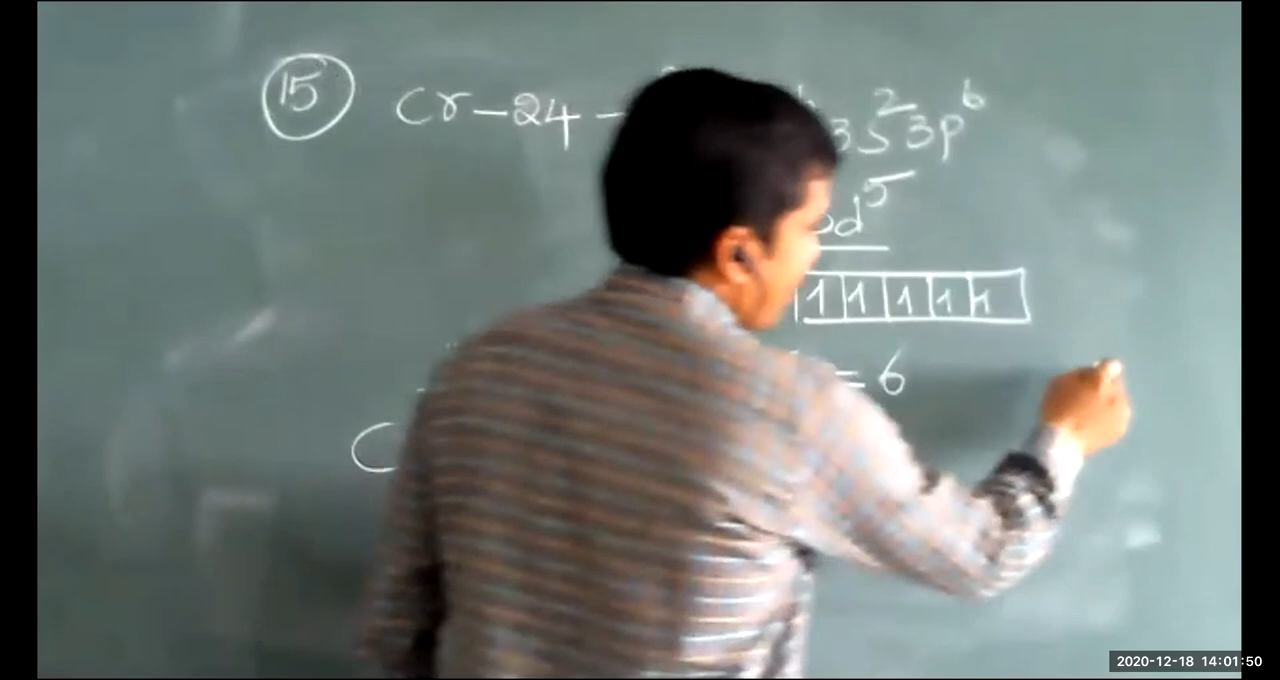 15 Cr - 24 - 3s² 3p⁶
3d⁵
1 1 1 1 1
= 6
C
2020-12-18 14:01:50